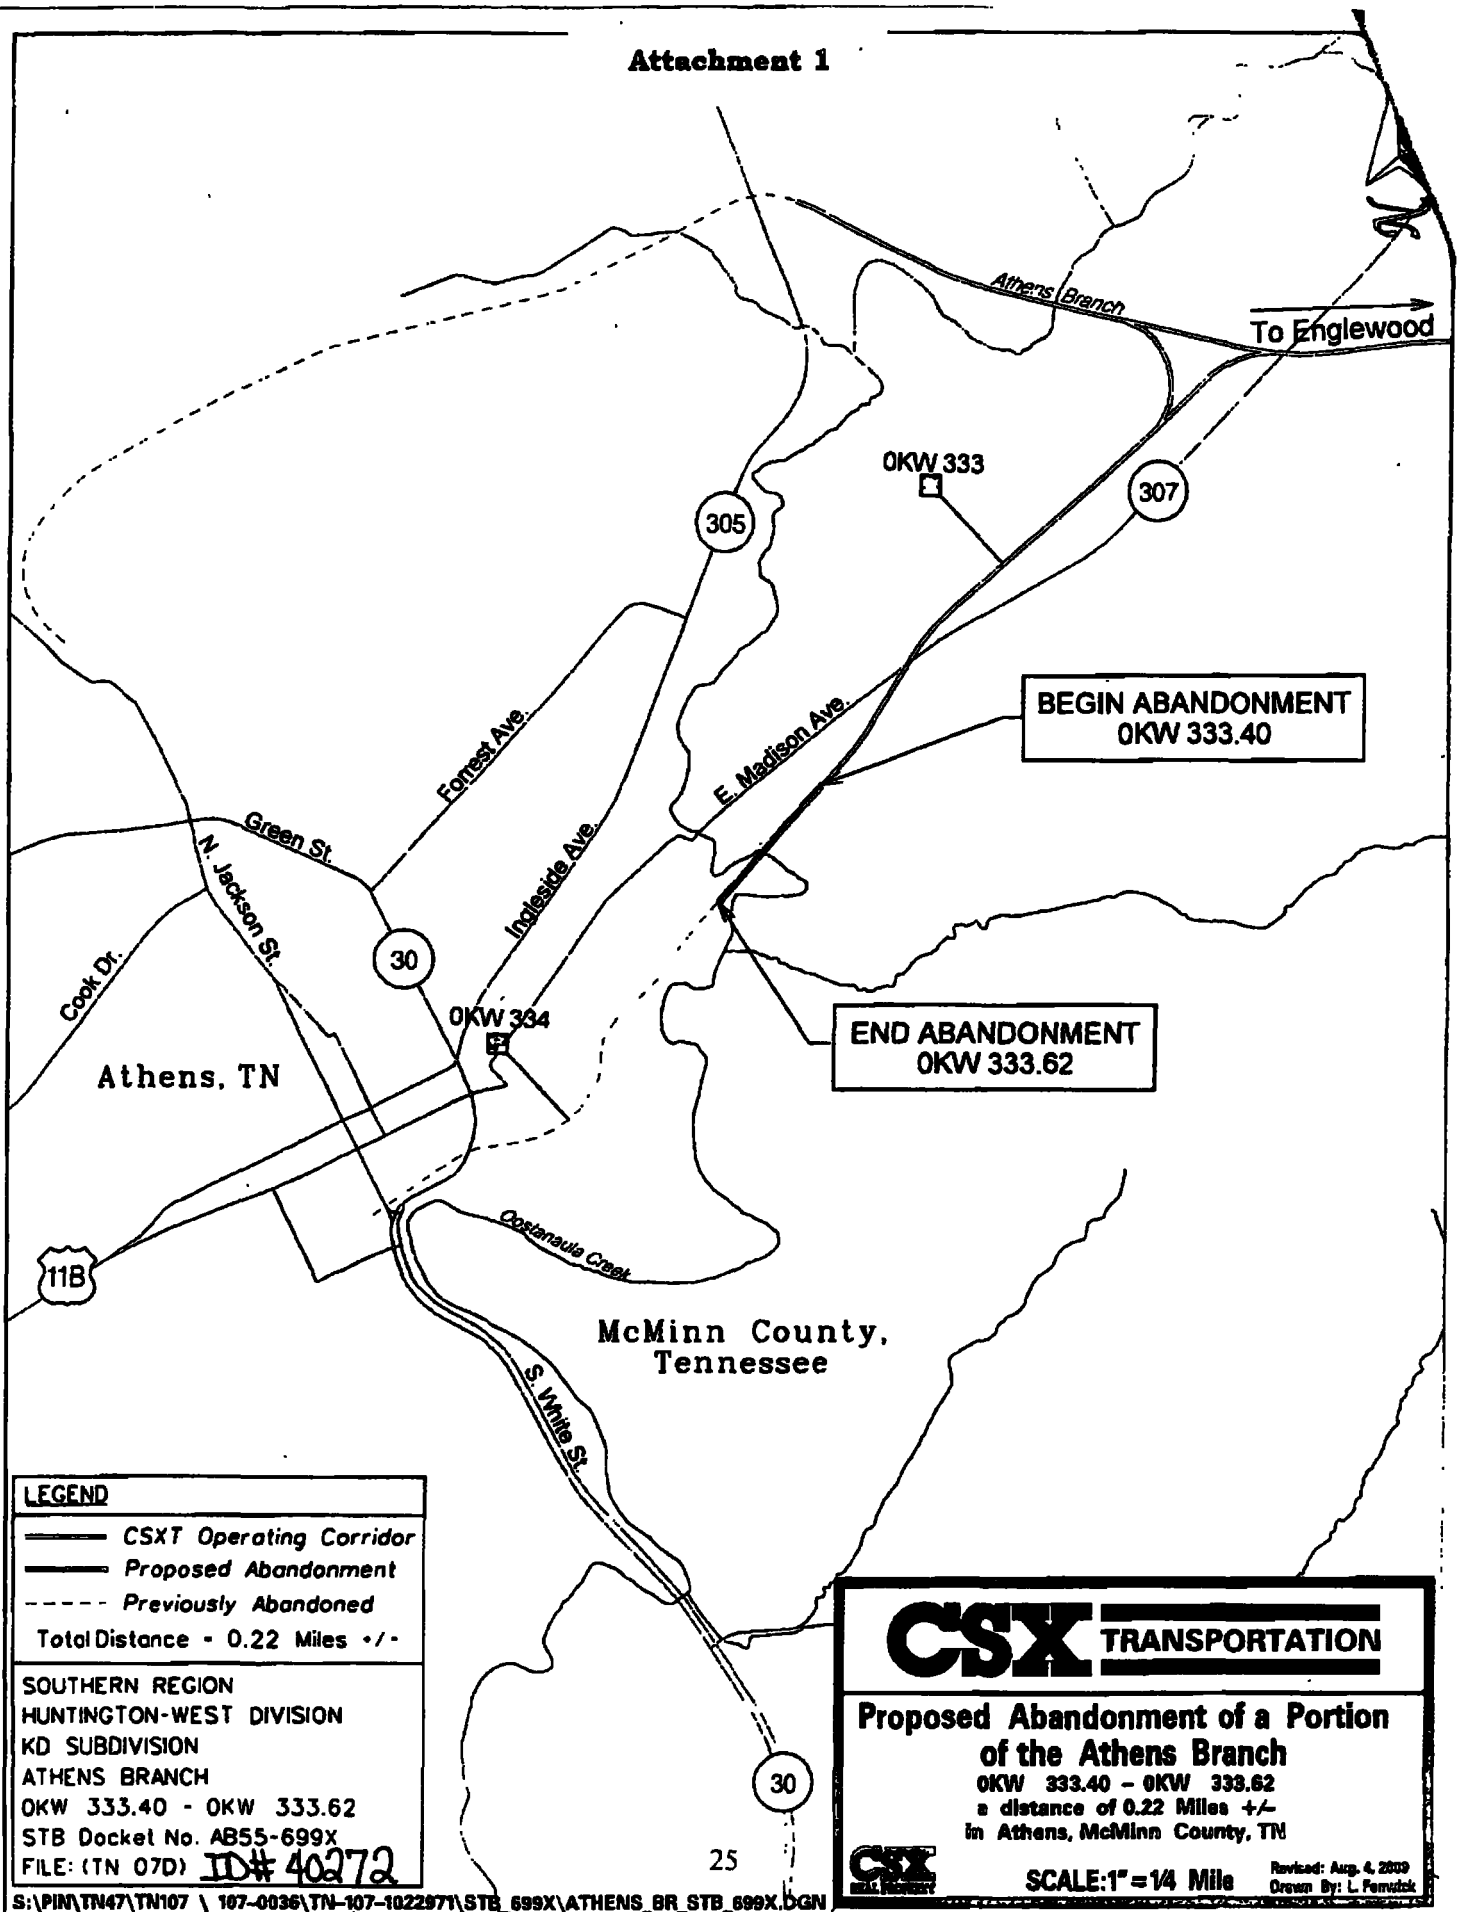 Attachment 1
N
Athens Branch
To Englewood
0KW 333
305
307
BEGIN ABANDONMENT
0KW 333.40
Forrest Ave.
E. Madison Ave.
Green St.
N. Jackson St.
Ingleside Ave.
Cook Dr.
30
0KW 334
END ABANDONMENT
0KW 333.62
Athens, TN
Oostanaula Creek
11B
McMinn County,
Tennessee
S. White St.
LEGEND
CSXT Operating Corridor
Proposed Abandonment
Previously Abandoned
Total Distance = 0.22 Miles +/-
SOUTHERN REGION
HUNTINGTON-WEST DIVISION
KD SUBDIVISION
ATHENS BRANCH
0KW 333.40 - 0KW 333.62
STB Docket No. AB55-699X
FILE: (TN 07D) ID# 40272
30
25
CSX TRANSPORTATION
Proposed Abandonment of a Portion
of the Athens Branch
0KW 333.40 - 0KW 333.62
a distance of 0.22 Miles +/-
in Athens, McMinn County, TN
CSX
REAL PROPERTY
SCALE:1"=1/4 Mile
Revised: Aug. 4, 2009
Drawn By: L. Fenwick
S:\PIN\TN47\TN107 \ 107-0036\TN-107-1022971\STB_699X\ATHENS_BR_STB_699X.DGN